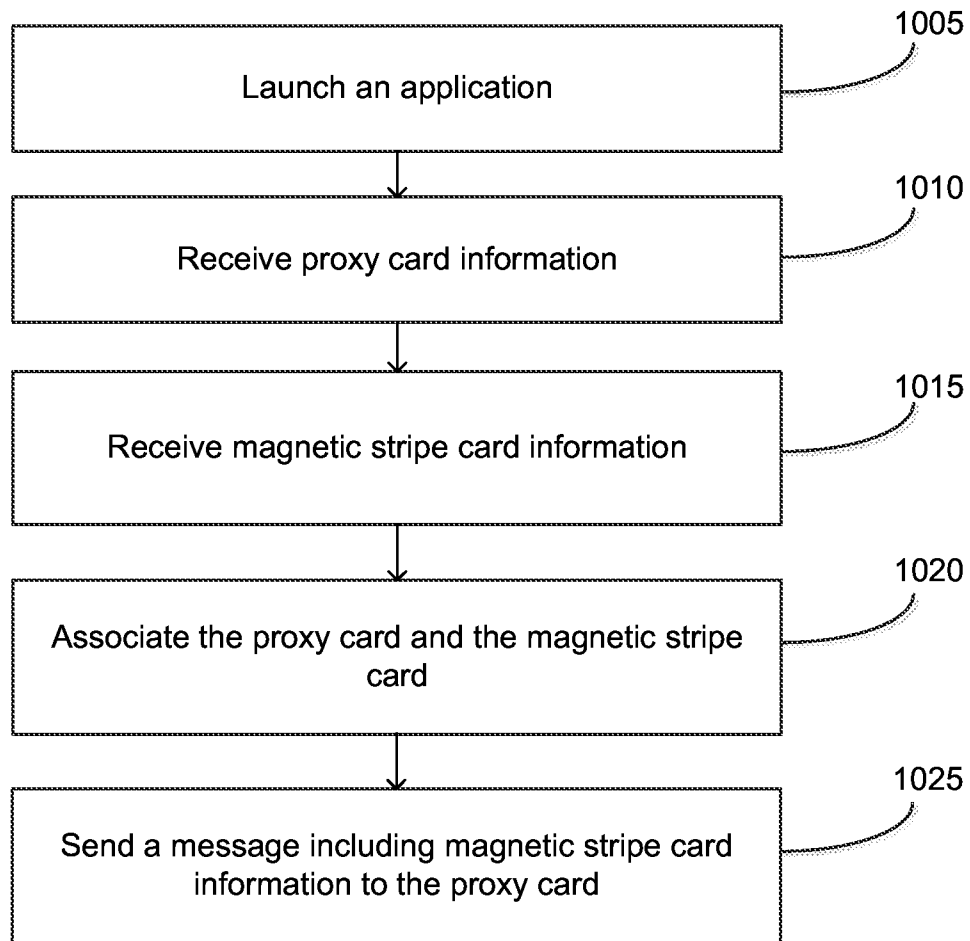 1005
Launch an application
1010
Receive proxy card information
1015
Receive magnetic stripe card information
1020
Associate the proxy card and the magnetic stripe
card
1025
Send a message including magnetic stripe card
information to the proxy card